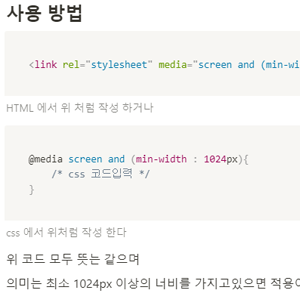 사용 방법
<link rel="stylesheet" media="screen and (min-wi
HTML 에서 위 처럼 작성 하거나
@media screen and (min-width : 1024px){
/* css 코드입력 */
}
css 에서 위처럼 작성 한다
위 코드 모두 뜻는 같으며
의미는 최소 1024px 이상의 너비를 가지고있으면 적용이